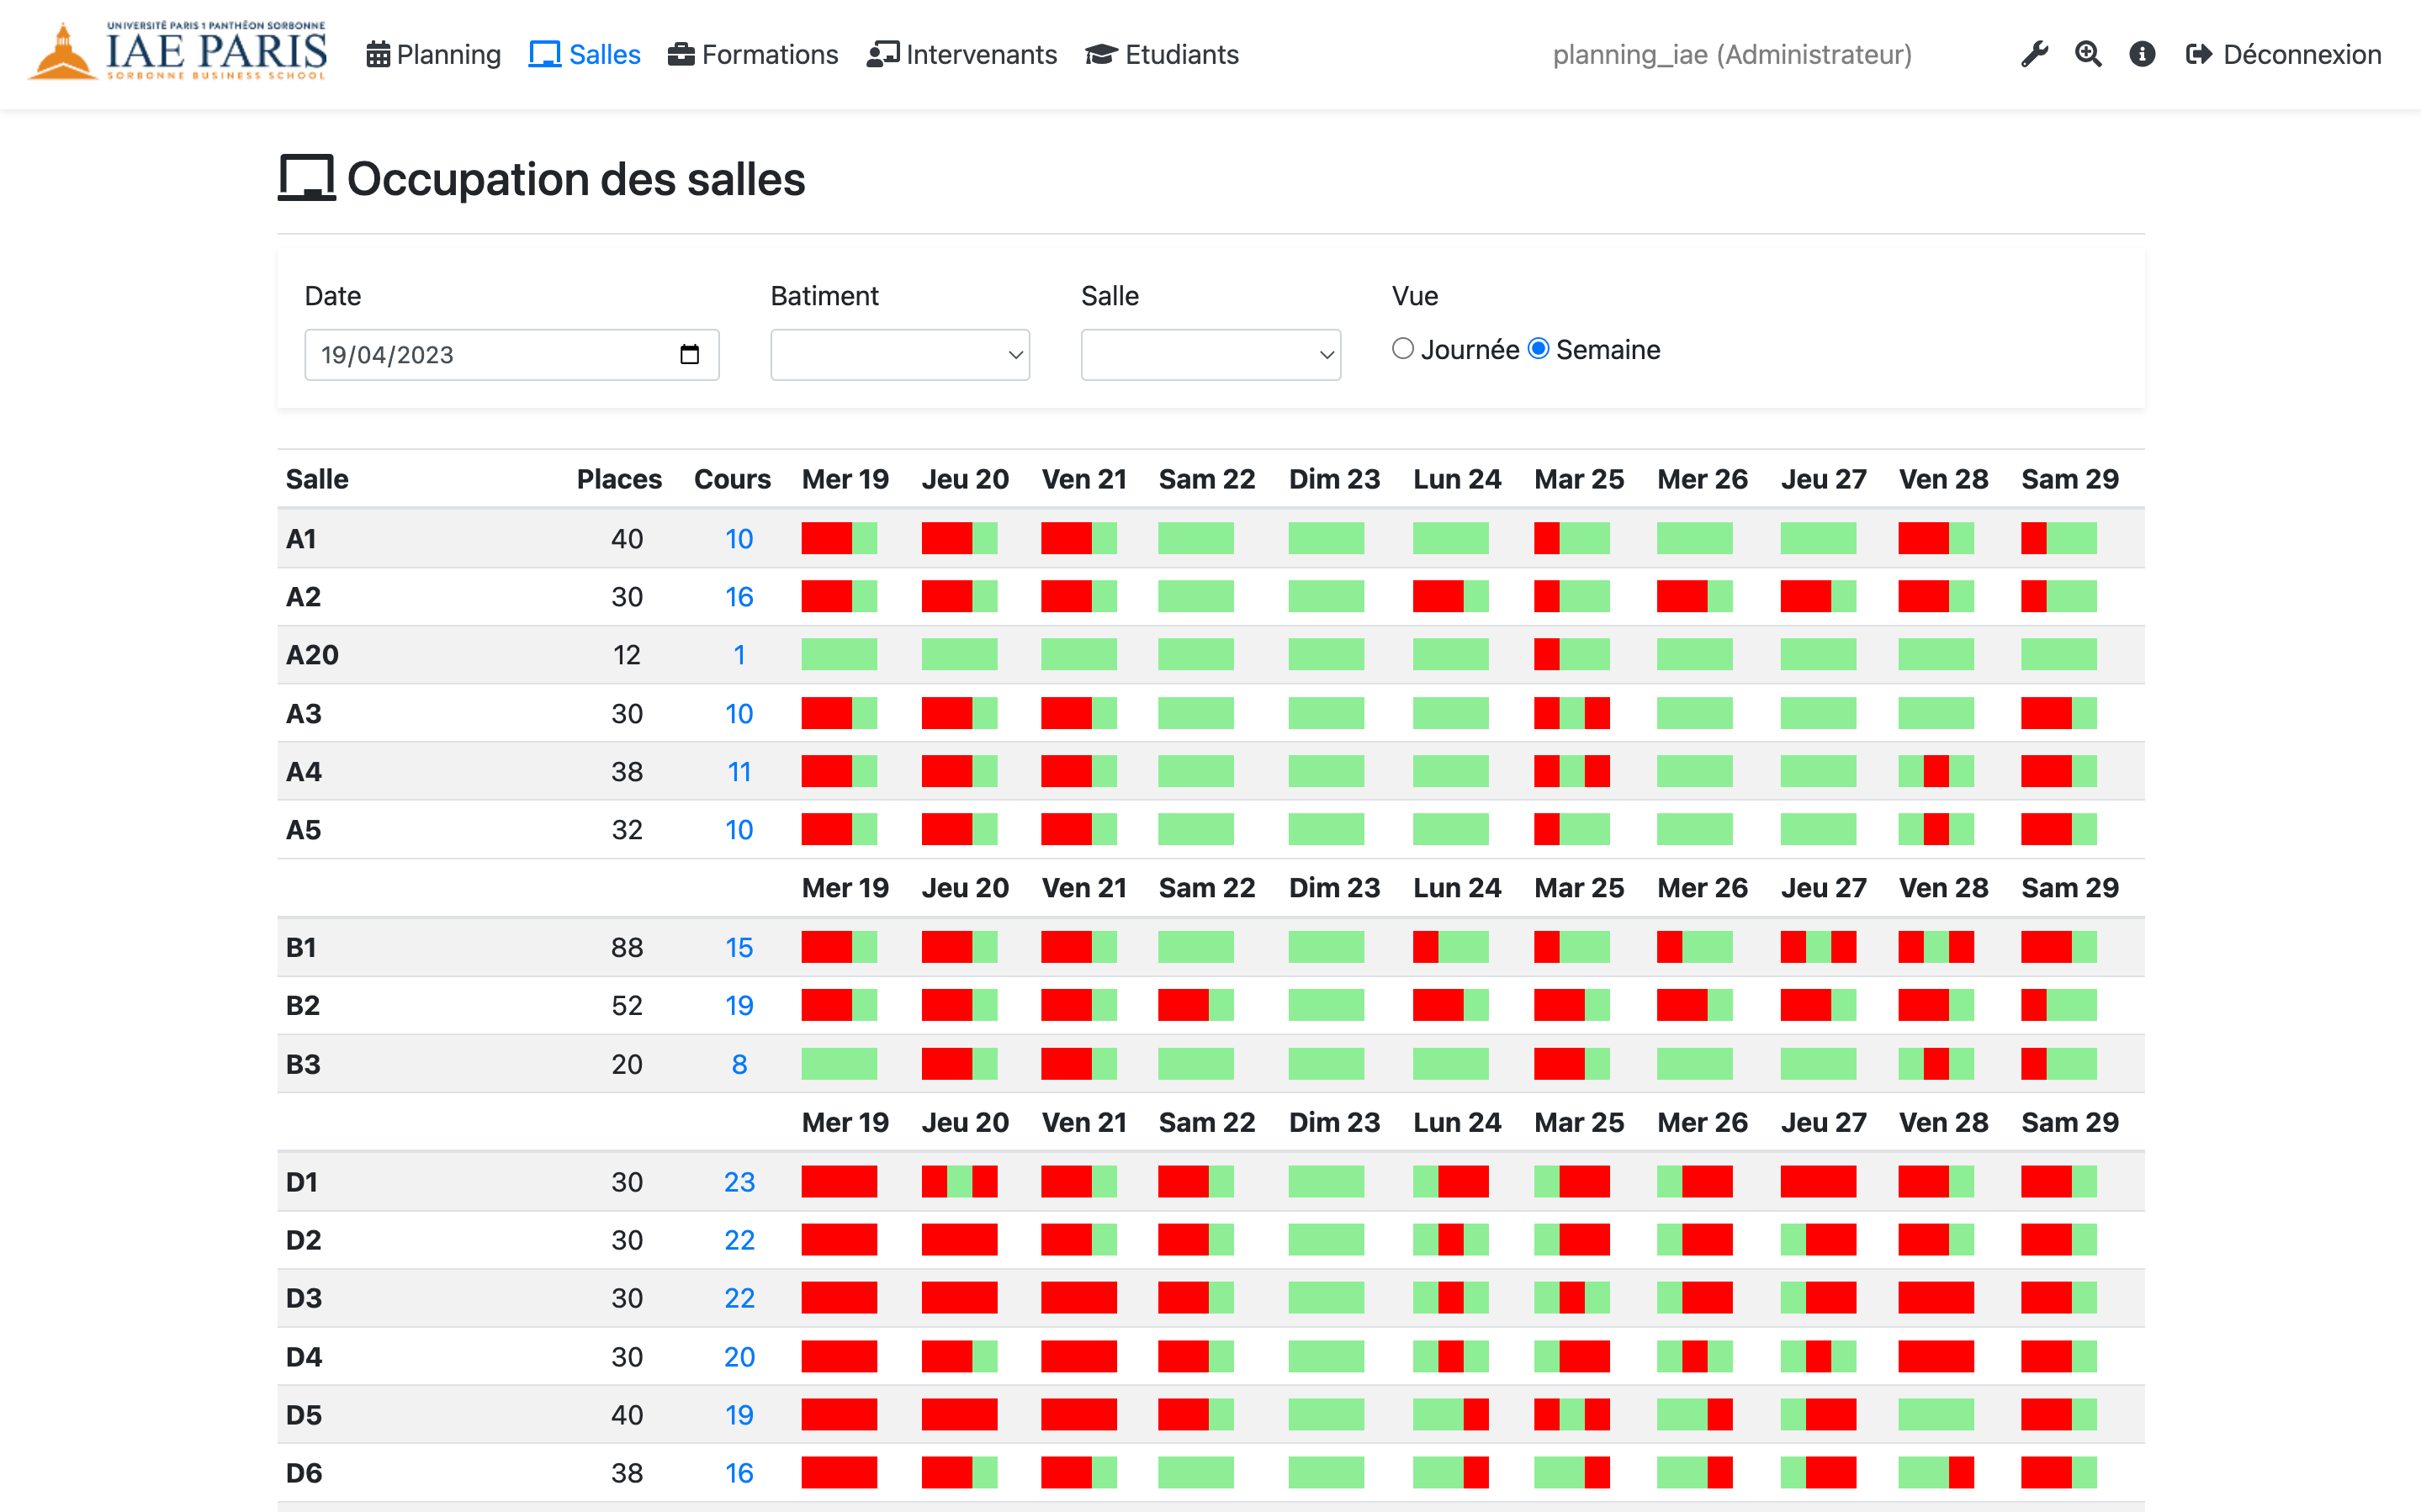 UNIVERSITÉ PARIS 1 PANTHÉON SORBONNE
IAE PARIS
SORBONNE BUSINESS SCHOOL
Planning Salles Formations Intervenants Etudiants planning_iae (Administrateur) Déconnexion
Occupation des salles
Date Batiment Salle Vue
19/04/2023 Journée Semaine
Salle Places Cours Mer 19 Jeu 20 Ven 21 Sam 22 Dim 23 Lun 24 Mar 25 Mer 26 Jeu 27 Ven 28 Sam 29
A1 40 10
A2 30 16
A20 12 1
A3 30 10
A4 38 11
A5 32 10
Mer 19 Jeu 20 Ven 21 Sam 22 Dim 23 Lun 24 Mar 25 Mer 26 Jeu 27 Ven 28 Sam 29
B1 88 15
B2 52 19
B3 20 8
Mer 19 Jeu 20 Ven 21 Sam 22 Dim 23 Lun 24 Mar 25 Mer 26 Jeu 27 Ven 28 Sam 29
D1 30 23
D2 30 22
D3 30 22
D4 30 20
D5 40 19
D6 38 16